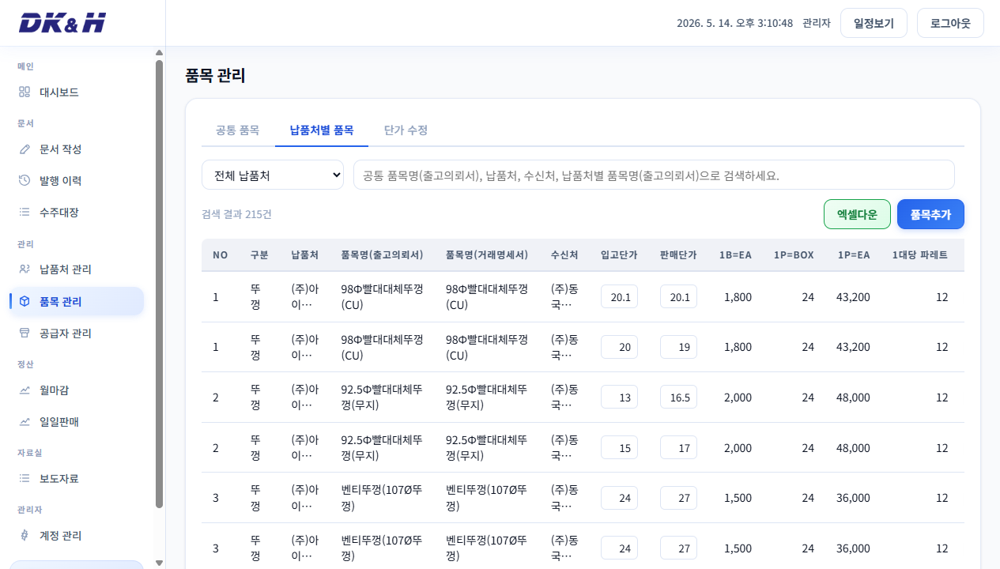 DK&H
2026. 5. 14. 오후 3:10:48 관리자 일정보기 로그아웃
메인
대시보드
문서
문서 작성
발행 이력
수주대장
관리
납품처 관리
품목 관리
공급자 관리
정산
월마감
일일판매
자료실
보도자료
관리자
계정 관리
품목 관리
공통 품목 납품처별 품목 단가 수정
전체 납품처 공통 품목명(출고의뢰서), 납품처, 수신처, 납품처별 품목명(출고의뢰서)으로 검색하세요.
검색 결과 215건 엑셀다운 품목추가
NO 구분 납품처 품목명(출고의뢰서) 품목명(거래명세서) 수신처 입고단가 판매단가 1B=EA 1P=BOX 1P=EA 1대당 파레트
1 뚜껑 (주)아이… 98Φ빨대대체뚜껑(CU) 98Φ빨대대체뚜껑(CU) (주)동국… 20.1 20.1 1,800 24 43,200 12
1 뚜껑 (주)아이… 98Φ빨대대체뚜껑(CU) 98Φ빨대대체뚜껑(CU) (주)동국… 20 19 1,800 24 43,200 12
2 뚜껑 (주)아이… 92.5Φ빨대대체뚜껑(무지) 92.5Φ빨대대체뚜껑(무지) (주)동국… 13 16.5 2,000 24 48,000 12
2 뚜껑 (주)아이… 92.5Φ빨대대체뚜껑(무지) 92.5Φ빨대대체뚜껑(무지) (주)동국… 15 17 2,000 24 48,000 12
3 뚜껑 (주)아이… 벤티뚜껑(107Ø뚜껑) 벤티뚜껑(107Ø뚜껑) (주)동국… 24 27 1,500 24 36,000 12
3 뚜껑 (주)아이… 벤티뚜껑(107Ø뚜껑) 벤티뚜껑(107Ø뚜껑) (주)동국… 24 27 1,500 24 36,000 12